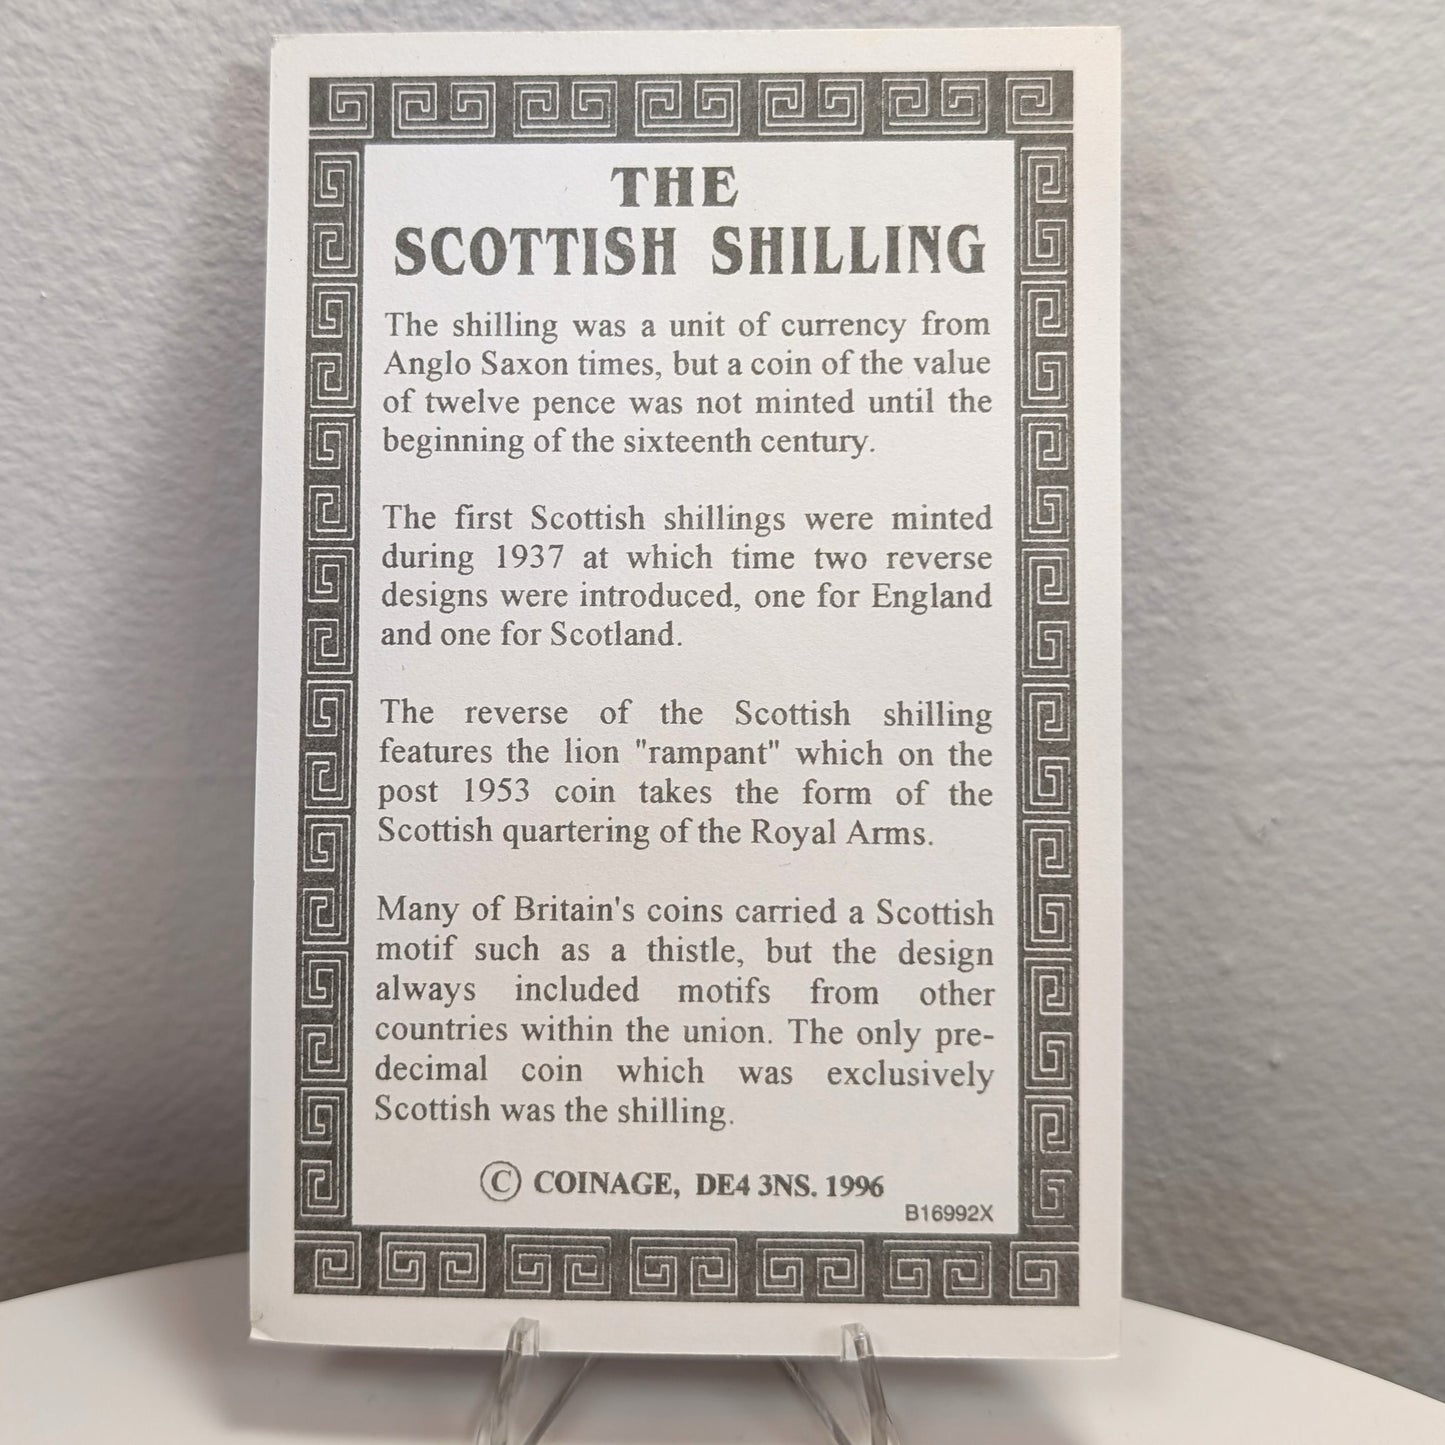 THE
SCOTTISH SHILLING
The shilling was a unit of currency from
Anglo Saxon times, but a coin of the value
of twelve pence was not minted until the
beginning of the sixteenth century.
The first Scottish shillings were minted
during 1937 at which time two reverse
designs were introduced, one for England
and one for Scotland.
The reverse of the Scottish shilling
features the lion "rampant" which on the
post 1953 coin takes the form of the
Scottish quartering of the Royal Arms.
Many of Britain's coins carried a Scottish
motif such as a thistle, but the design
always included motifs from other
countries within the union. The only pre-
decimal coin which was exclusively
Scottish was the shilling.
© COINAGE, DE4 3NS. 1996
B16992X